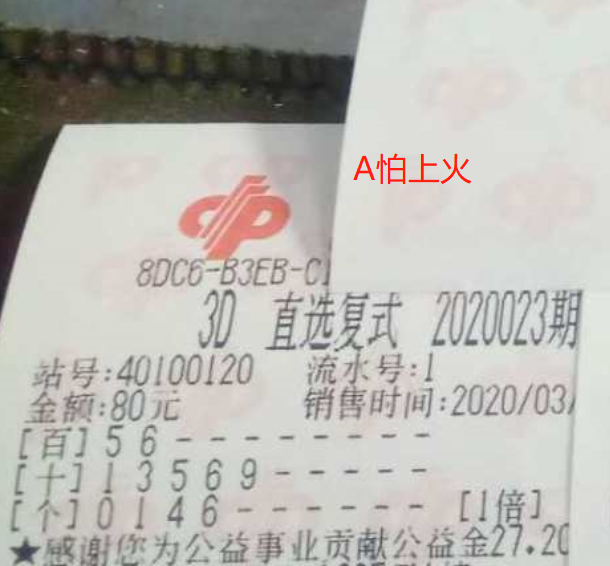 A怕上火
8DC6-B3EB-C1
3D 直选复式 2020023期
站号:40100120 流水号:1
金额:80元 销售时间:2020/03/
[百] 5 6 - - - - - - - -
[十] 1 3 5 6 9 - - - - -
[个] 0 1 4 6 - - - - - - [1倍]
★感谢您为公益事业贡献公益金27.20